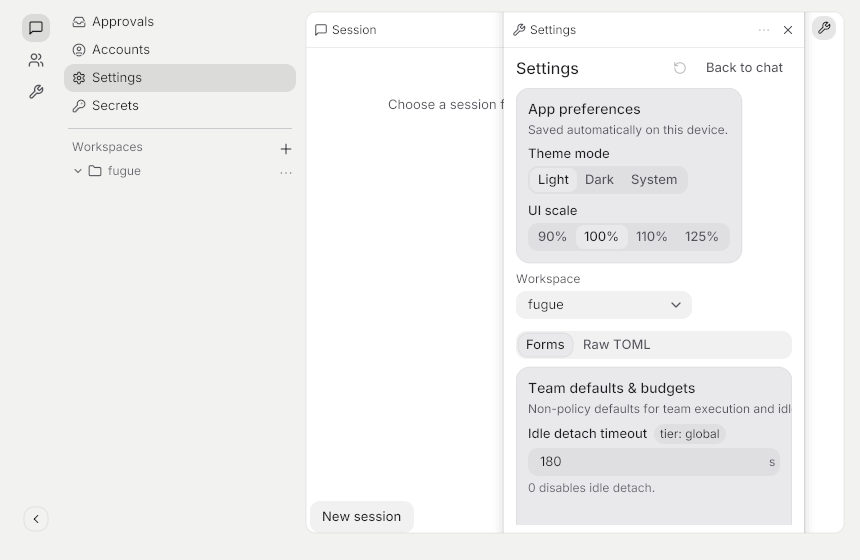 Approvals
Accounts
Settings
Secrets
Workspaces
fugue
Session
Choose a session f
New session
Settings
Settings
Back to chat
App preferences
Saved automatically on this device.
Theme mode
Light Dark System
UI scale
90% 100% 110% 125%
Workspace
fugue
Forms Raw TOML
Team defaults & budgets
Non-policy defaults for team execution and idl
Idle detach timeout tier: global
180 s
0 disables idle detach.